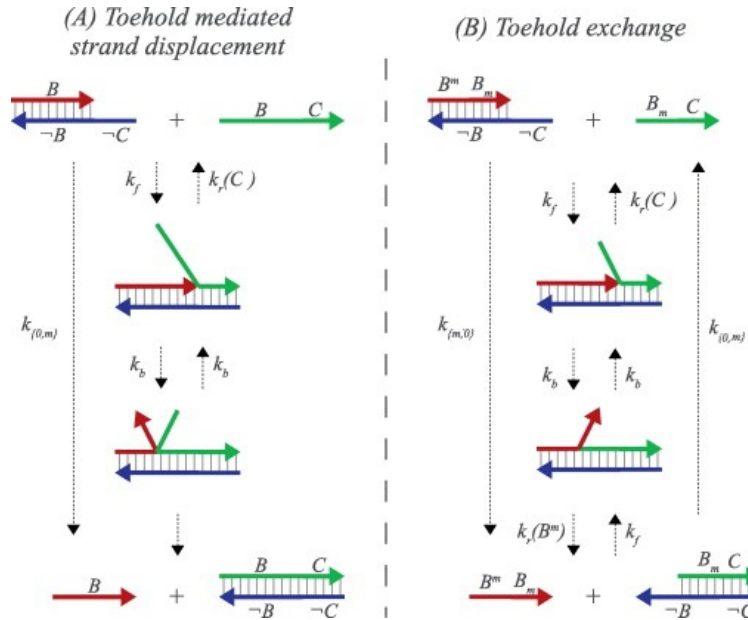 (A) Toehold mediated
strand displacement
B
¬B ¬C
+
B C
k_f k_r(C )
k_{0,m}
k_b k_b
B
+
B C
¬B ¬C
(B) Toehold exchange
B^m B_m
¬B ¬C
+
B_m C
k_f k_r(C )
k_{m,0} k_{0,m}
k_b k_b
k_r(B^m) k_f
B^m B_m
+
B_m C
¬B ¬C